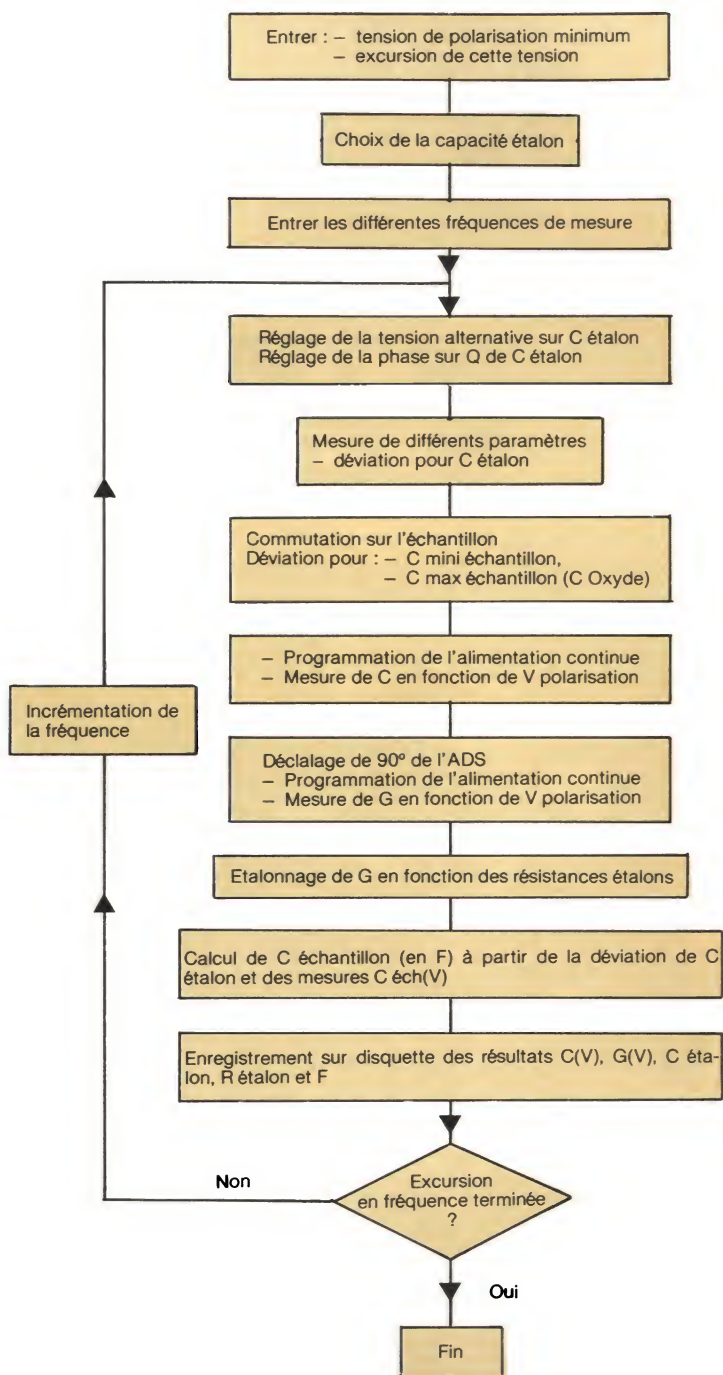 Entrer : – tension de polarisation minimum
– excursion de cette tension
Choix de la capacité étalon
Entrer les différentes fréquences de mesure
Réglage de la tension alternative sur C étalon
Réglage de la phase sur Q de C étalon
Mesure de différents paramètres
– déviation pour C étalon
Commutation sur l'échantillon
Déviation pour : – C mini échantillon,
– C max échantillon (C Oxyde)
– Programmation de l'alimentation continue
– Mesure de C en fonction de V polarisation
Incrémentation de
la fréquence
Déclalage de 90° de l'ADS
– Programmation de l'alimentation continue
– Mesure de G en fonction de V polarisation
Etalonnage de G en fonction des résistances étalons
Calcul de C échantillon (en F) à partir de la déviation de C
étalon et des mesures C éch(V)
Enregistrement sur disquette des résultats C(V), G(V), C éta-
lon, R étalon et F
Non
Excursion
en fréquence terminée
?
Oui
Fin